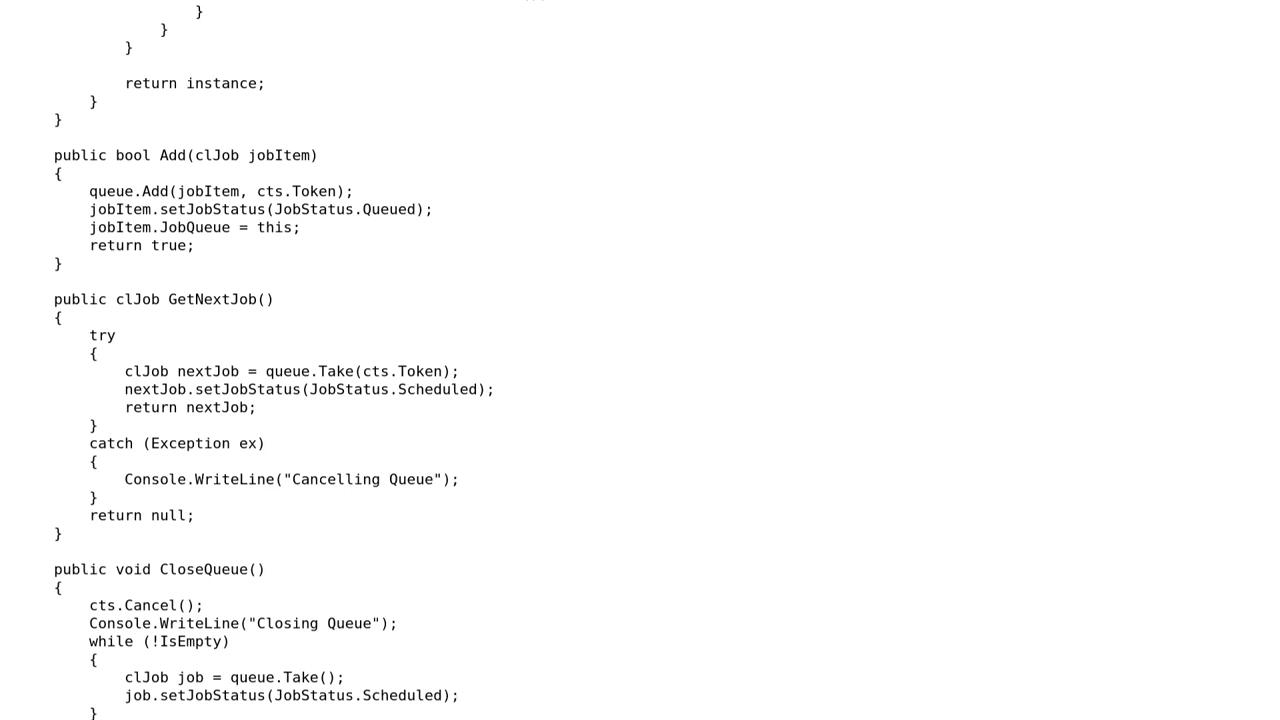 }
            }
        }

        return instance;
    }
}

public bool Add(clJob jobItem)
{
    queue.Add(jobItem, cts.Token);
    jobItem.setJobStatus(JobStatus.Queued);
    jobItem.JobQueue = this;
    return true;
}

public clJob GetNextJob()
{
    try
    {
        clJob nextJob = queue.Take(cts.Token);
        nextJob.setJobStatus(JobStatus.Scheduled);
        return nextJob;
    }
    catch (Exception ex)
    {
        Console.WriteLine("Cancelling Queue");
    }
    return null;
}

public void CloseQueue()
{
    cts.Cancel();
    Console.WriteLine("Closing Queue");
    while (!IsEmpty)
    {
        clJob job = queue.Take();
        job.setJobStatus(JobStatus.Scheduled);
    }